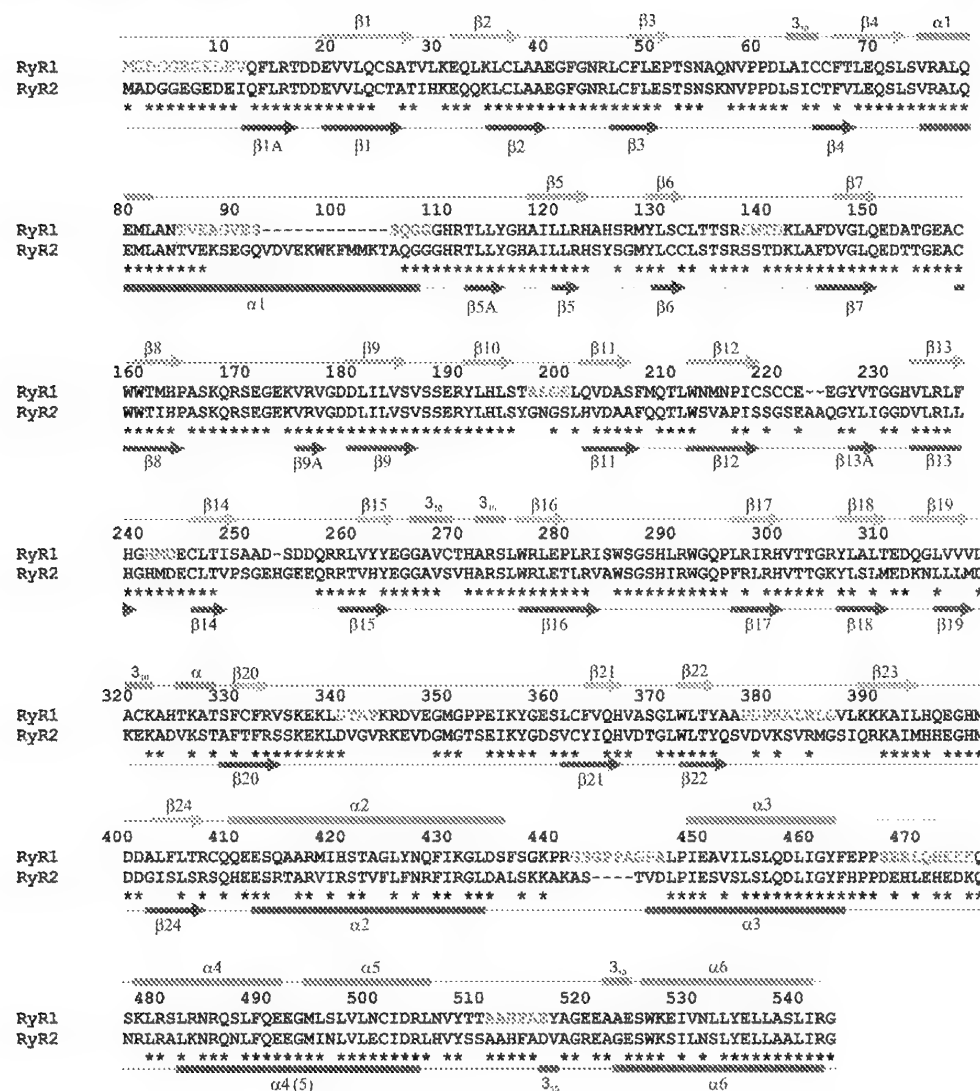 β1 β2 β3 3₁₀ β4 α1
10 20 30 40 50 60 70
RyR1 QFLRTDDEVVLQCSATVLKEQLKLCLAAEGFGNRLCFLEPTSNAQNVPPDLAICCFTLEQSLSVRALQ
RyR2 MADGGEGEDEIQFLRTDDEVVLQCTATIHKEQQKLCLAAEGFGNRLCFLESTSNSKNVPPDLSICTFVLEQSLSVRALQ
β1A β1 β2 β3 β4
β5 β6 β7
80 90 100 110 120 130 140 150
RyR1 EMLAN GGGHRTLLYGHAILLRHAHSRMYLSCLTTSR KLAFDVGLQEDATGEAC
RyR2 EMLANTVEKSEGQVDVEKWKFMMKTAQGGGHRTLLYGHAILLRHSYSGMYLCCLSTSRSSTDKLAFDVGLQEDTTGEAC
α1 β5A β5 β6 β7
β8 β9 β10 β11 β12 β13
160 170 180 190 200 210 220 230
RyR1 WWTMHPASKQRSEGEKVRVGDDLILVSVSSERYLHLST LQVDASFMQTLWNMNPICSCCE~~EGYVTGGHVLRLF
RyR2 WWTIHPASKQRSEGEKVRVGDDLILVSVSSERYLHLSYGNGSLHVDAAFQQTLWSVAPISSGSEAAQGYLIGGDVLRLL
β8 β9A β9 β11 β12 β13A β13
β14 β15 3₁₀ 3₁₀ β16 β17 β18 β19
240 250 260 270 280 290 300 310
RyR1 HG ECLTISAAD-SDDQRRLVYYEGGAVCTHARSLWRLEPLRISWSGSHLRWGQPLRIRHVTTGRYLALTEDQGLVVVD
RyR2 HGHMDECLTVPSGEHGEEQRRTVHYEGGAVSVHARSLWRLETLRVAWSGSHIRWGQPFRLRHVTTGKYLSLMEDKNLLLMD
β14 β15 β16 β17 β18 β19
3₁₀ α β20 β21 β22 β23
320 330 340 350 360 370 380 390
RyR1 ACKAHTKATSFCFRVSKEKL KRDVEGMGPPEIKYGESLCFVQHVASGLWLTYAA VLKKKAILHQEGHM
RyR2 KEKADVKSTAFTFRSSKEKLDVGVRKEVDGMGTSEIKYGDSVCYIQHVDTGLWLTYQSVDVKSVRMGSIQRKAIMHHEGHM
β20 β21 β22
β24 α2 α3
400 410 420 430 440 450 460 470
RyR1 DDALFLTRCQQEESQAARMIHSTAGLYNQFIKGLDSFSGKPR LPIEAVILSLQDLIGYFEPP
RyR2 DDGISLSRSQHEESRTARVIRSTVFLFNRFIRGLDALSKKAKAS----TVDLPIESVSLSLQDLIGYFHPPDEHLEHEDKQ
β24 α2 α3
α4 α5 3₁₀ α6
480 490 500 510 520 530 540
RyR1 SKLRSLRNRQSLFQEEGMLSLVLNCIDRLNVYTT YAGEEAAESWKEIVNLLYELLASLIRG
RyR2 NRLRALKNRQNLFQEEGMINLVLECIDRLHVYSSAAHFADVAGREAGESWKSILNSLYELLAALIRG
α4(5) 3₁₀ α6